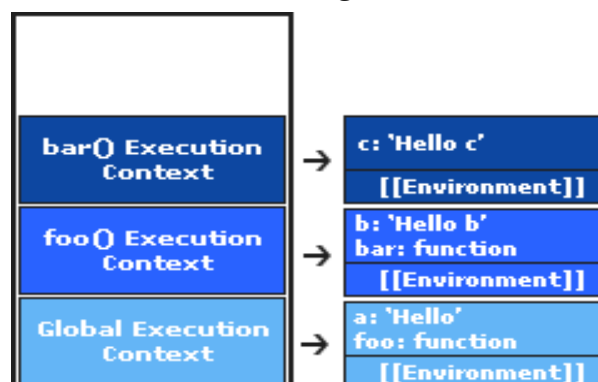 bar() Execution
Context
c: 'Hello c'
[[Environment]]
foo() Execution
Context
b: 'Hello b'
bar: function
[[Environment]]
Global Execution
Context
a: 'Hello'
foo: function
[[Environment]]